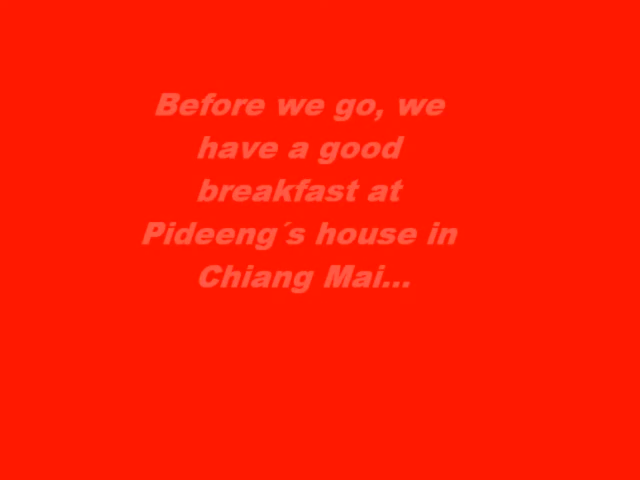 Before we go, we
have a good
breakfast at
Pideeng´s house in
Chiang Mai...